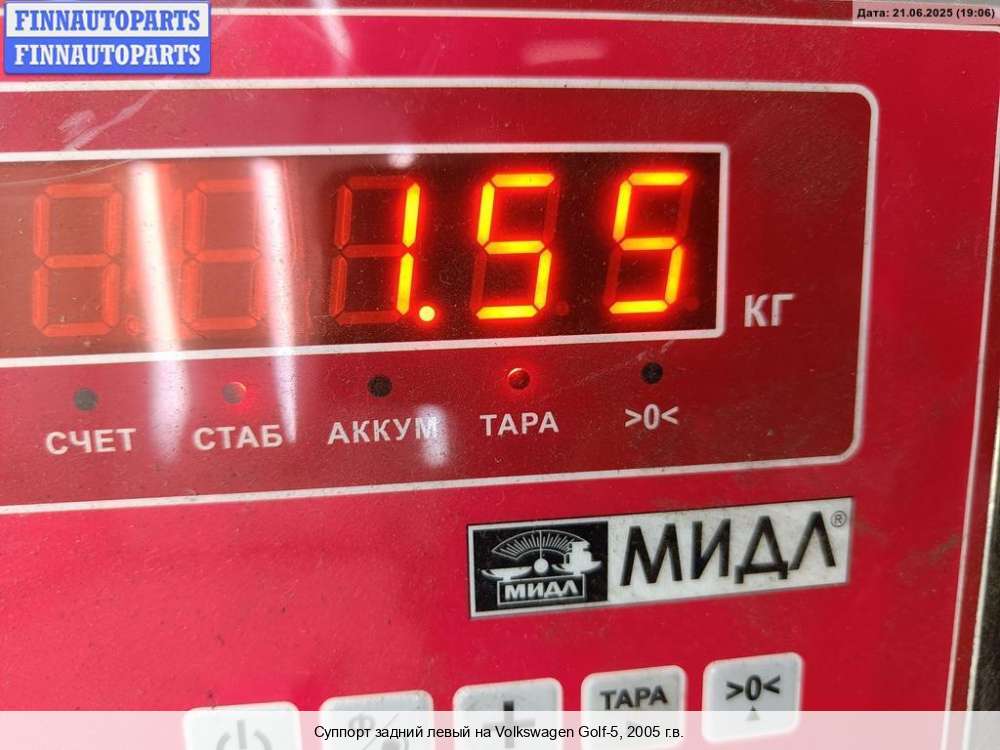 FINNAUTOPARTS
FINNAUTOPARTS
Дата: 21.06.2025 (19:06)
1.55
КГ
СЧЕТ СТАБ АККУМ ТАРА >0<
МИДЛ МИДЛ®
+ ТАРА >0<
Суппорт задний левый на Volkswagen Golf-5, 2005 г.в.